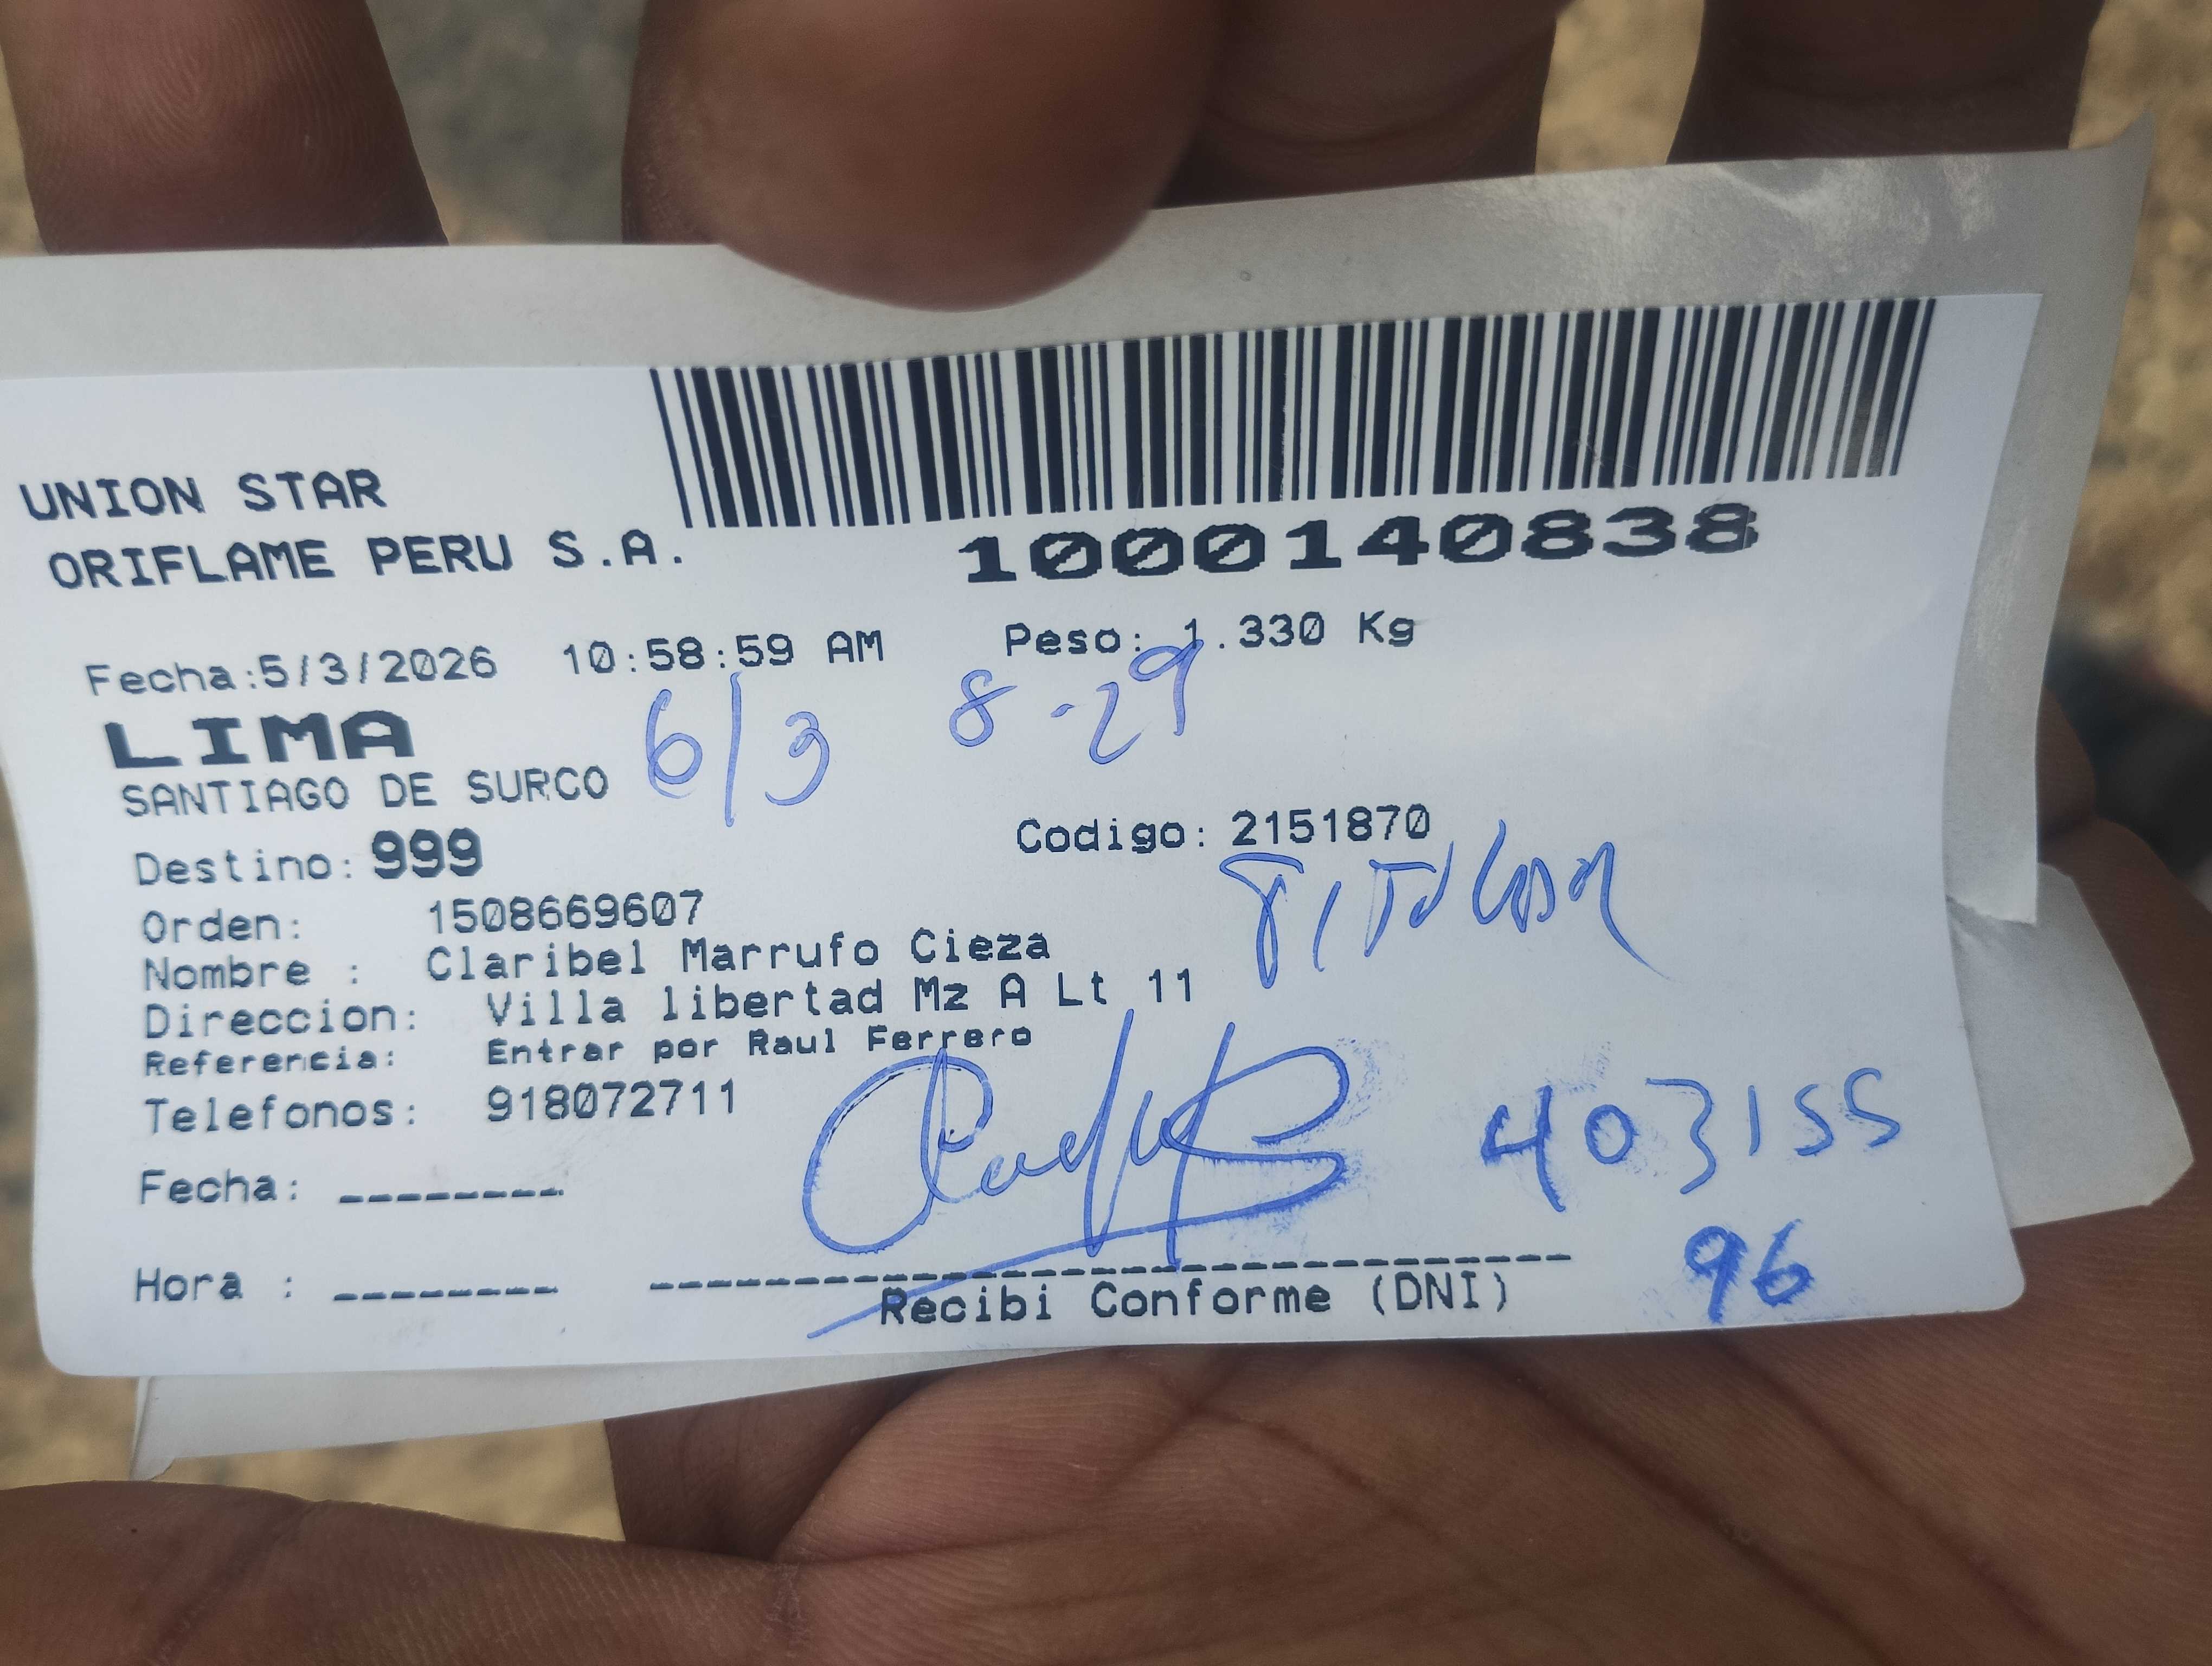 UNION STAR
ORIFLAME PERU S.A.
1000140838
Fecha:5/3/2026 10:58:59 AM Peso: 1.330 Kg
LIMA 6/3 8-29
SANTIAGO DE SURCO
Destino: 999 Codigo: 2151870
TITULAR
Orden: 1508669607
Nombre : Claribel Marrufo Cieza
Direccion: Villa libertad Mz A Lt 11
Referencia: Entrar por Raul Ferrero
Telefonos: 918072711
403155
96
Fecha: --------
Hora : --------
Recibi Conforme (DNI)